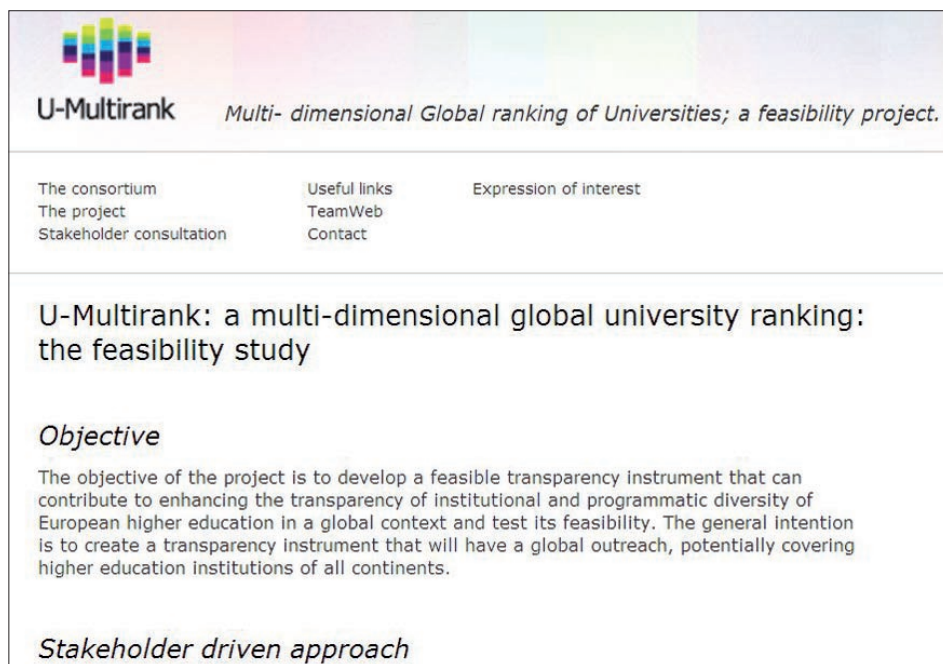 U-Multirank
Multi- dimensional Global ranking of Universities; a feasibility project.
The consortium
The project
Stakeholder consultation
Useful links
TeamWeb
Contact
Expression of interest
U-Multirank: a multi-dimensional global university ranking:
the feasibility study
Objective
The objective of the project is to develop a feasible transparency instrument that can
contribute to enhancing the transparency of institutional and programmatic diversity of
European higher education in a global context and test its feasibility. The general intention
is to create a transparency instrument that will have a global outreach, potentially covering
higher education institutions of all continents.
Stakeholder driven approach